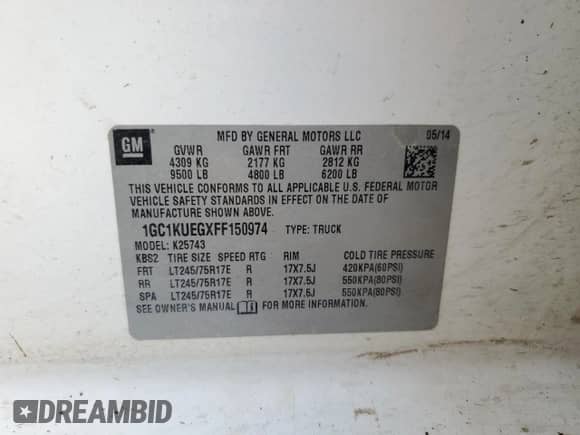 GM
MFD BY GENERAL MOTORS LLC 05/14
GVWR GAWR FRT GAWR RR
4309 KG 2177 KG 2812 KG
9500 LB 4800 LB 6200 LB
THIS VEHICLE CONFORMS TO ALL APPLICABLE U.S. FEDERAL MOTOR
VEHICLE SAFETY STANDARDS IN EFFECT ON THE DATE OF
MANUFACTURE SHOWN ABOVE.
1GC1KUEGXFF150974 TYPE: TRUCK
MODEL: K25743
KBS2 TIRE SIZE SPEED RTG RIM COLD TIRE PRESSURE
FRT LT245/75R17E R 17X7.5J 420KPA(60PSI)
RR LT245/75R17E R 17X7.5J 550KPA(80PSI)
SPA LT245/75R17E R 17X7.5J 550KPA(80PSI)
SEE OWNER'S MANUAL FOR MORE INFORMATION.
DREAMBID